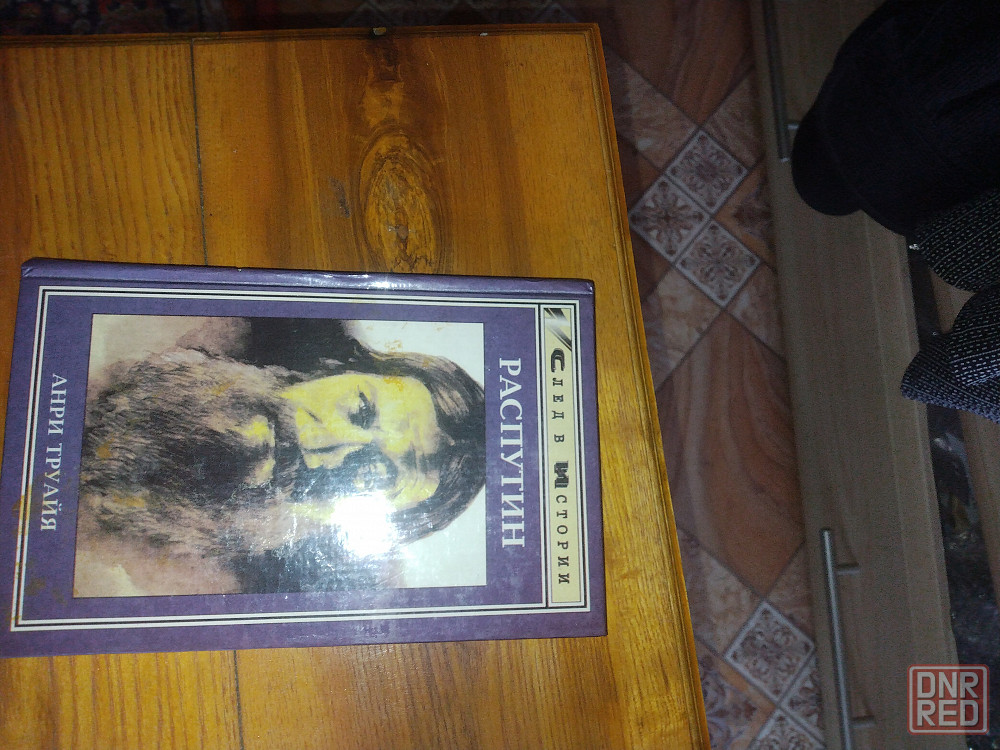 След в Истории
РАСПУТИН
АНРИ ТРУАЙЯ
DNR
RED